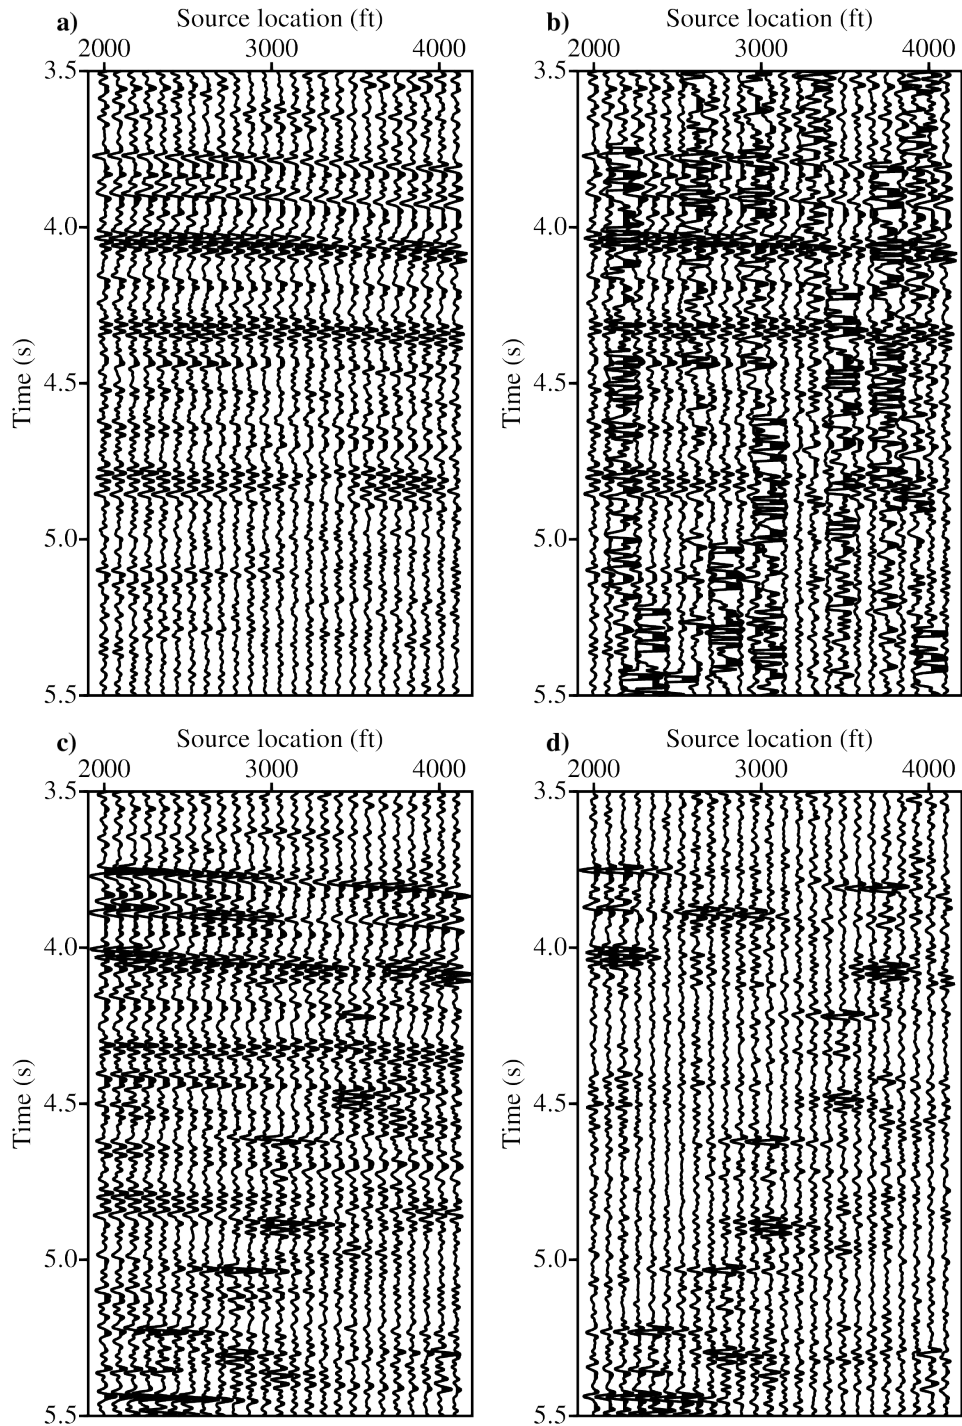 a) Source location (ft)
2000 3000 4000
3.5
4.0
4.5
5.0
5.5
Time (s)
b) Source location (ft)
2000 3000 4000
3.5
4.0
4.5
5.0
5.5
Time (s)
c) Source location (ft)
2000 3000 4000
3.5
4.0
4.5
5.0
5.5
Time (s)
d) Source location (ft)
2000 3000 4000
3.5
4.0
4.5
5.0
5.5
Time (s)